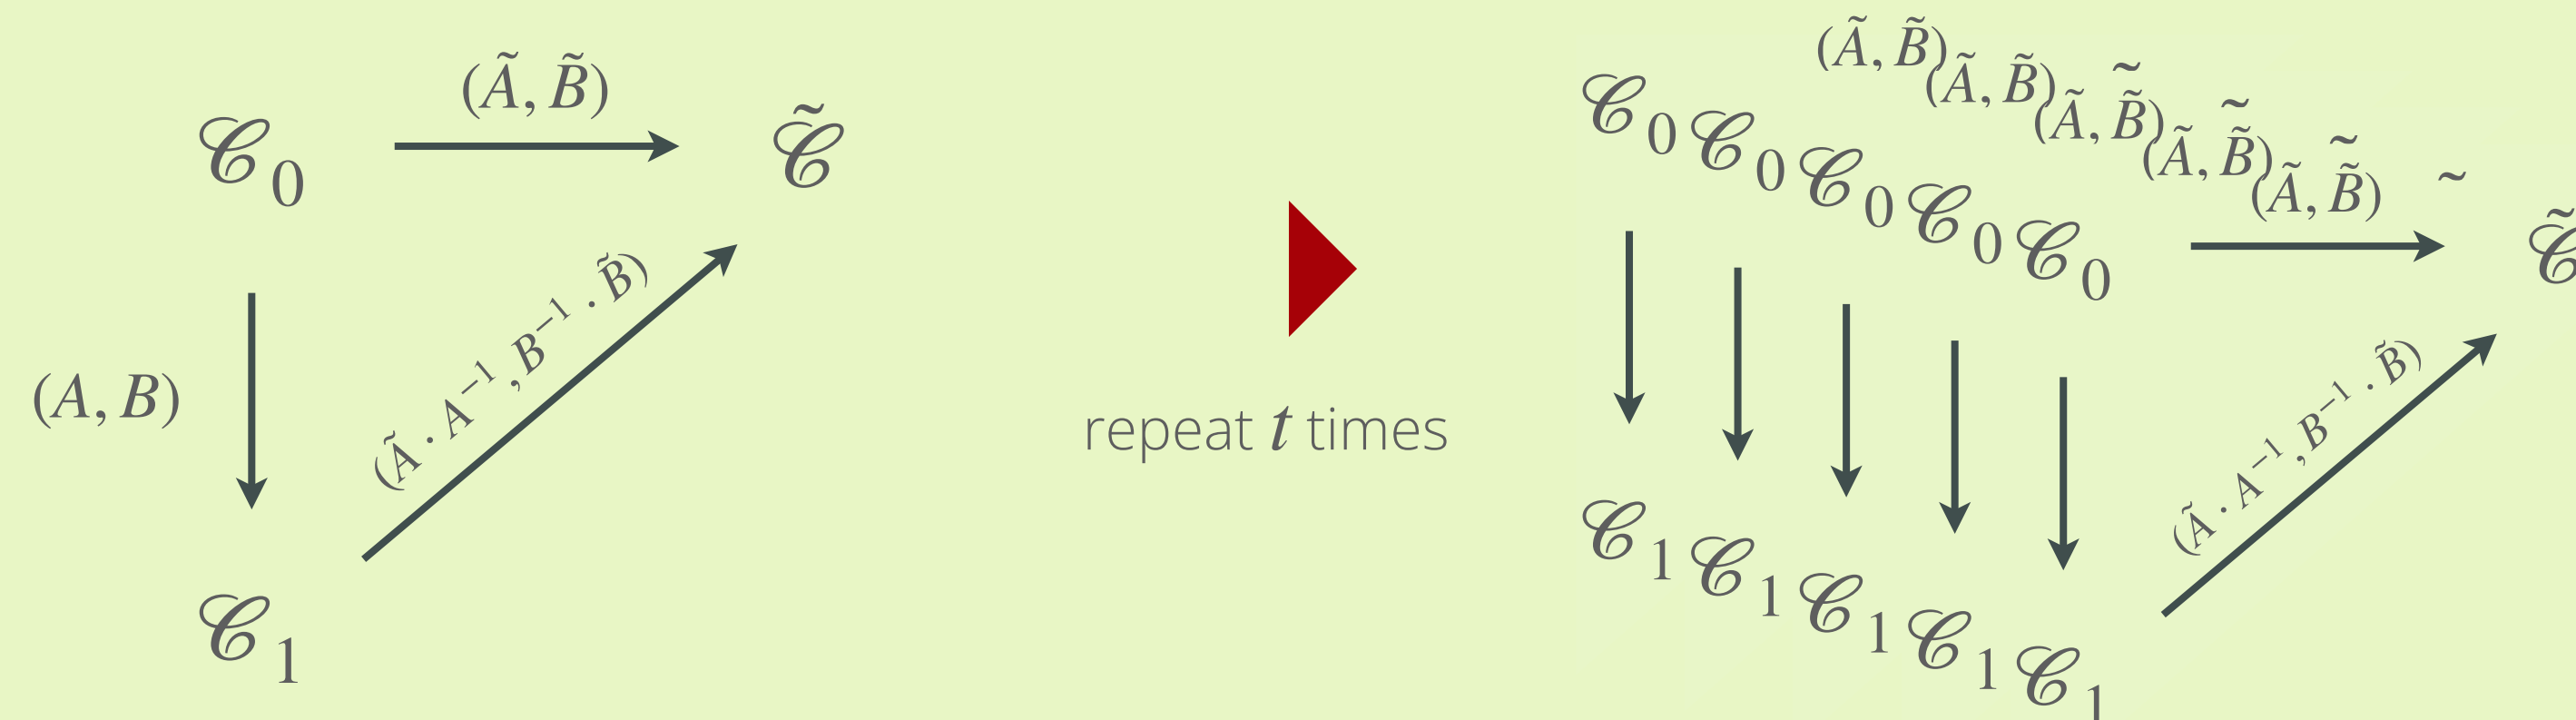 (Ã, B̃)
𝒞₀ 𝒞̃
(A, B)
(Ã · A⁻¹, B⁻¹ · B̃)
𝒞₁
repeat t times
(Ã, B̃)
(Ã, B̃) ~
(Ã, B̃) ~
(Ã, B̃) ~
(Ã, B̃) ~
𝒞₀ 𝒞₀ 𝒞₀ 𝒞₀ 𝒞₀ 𝒞̃
(Ã · A⁻¹, B⁻¹ · B̃)
𝒞₁ 𝒞₁ 𝒞₁ 𝒞₁ 𝒞₁